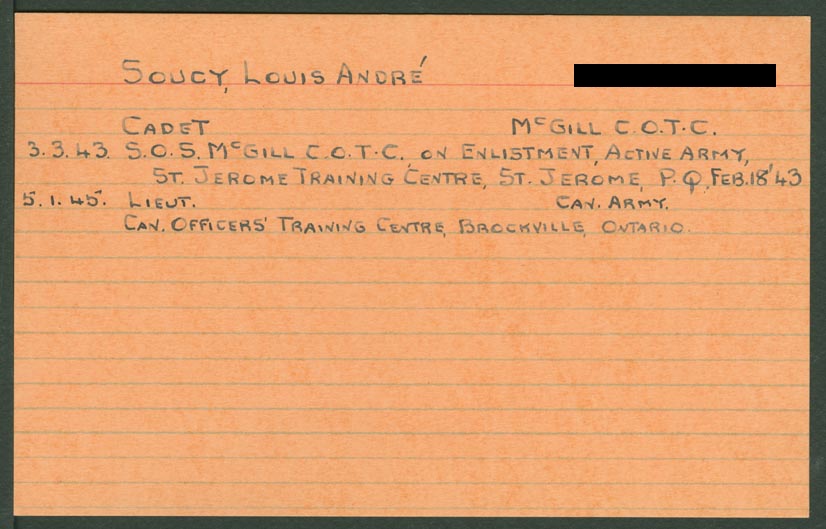 SOUCY, LOUIS ANDRÉ
CADET McGILL C.O.T.C.
3.3.43. S.O.S. McGILL C.O.T.C. ON ENLISTMENT, ACTIVE ARMY,
ST. JEROME TRAINING CENTRE, ST. JEROME, P.Q, FEB. 18'43
5.1.45. LIEUT. CAN. ARMY.
CAN. OFFICERS' TRAINING CENTRE, BROCKVILLE, ONTARIO.